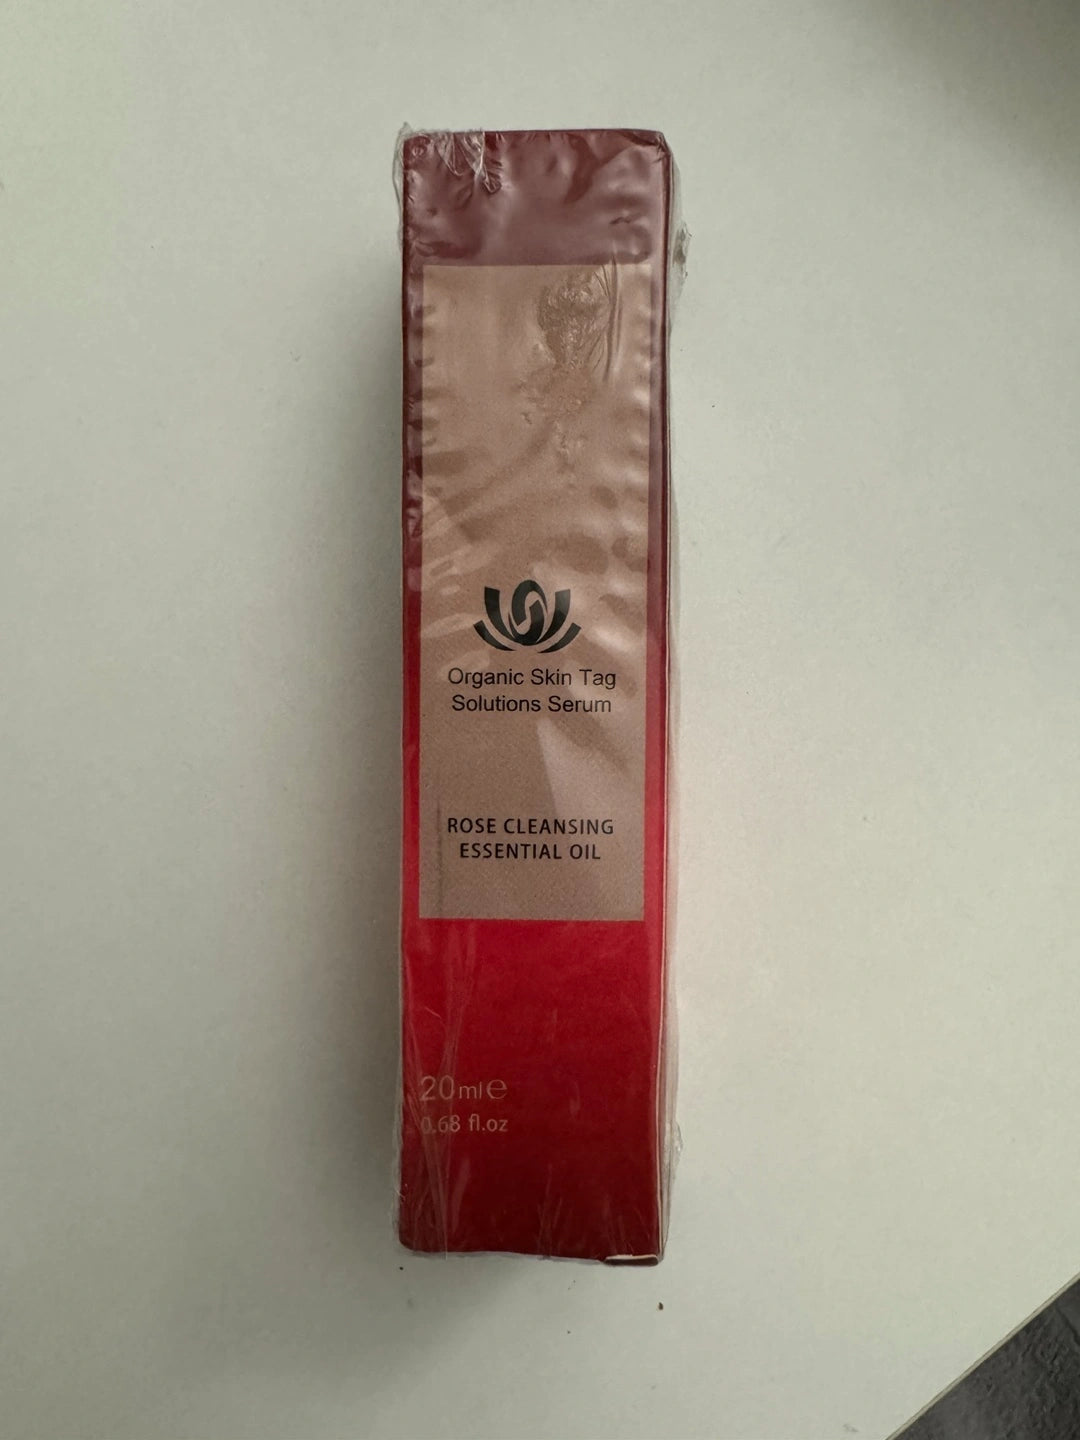 Organic Skin Tag
Solutions Serum
ROSE CLEANSING
ESSENTIAL OIL
20ml℮
0.68 fl.oz